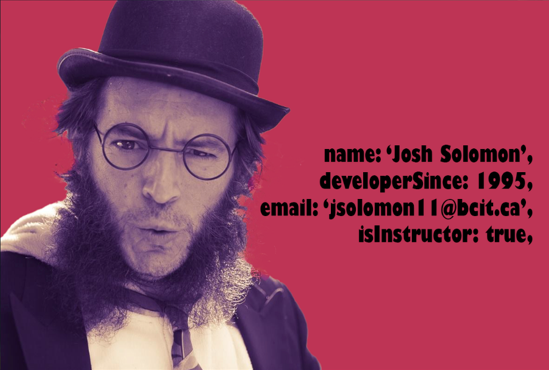 name: ‘Josh Solomon’,
developerSince: 1995,
email: ‘jsolomon11@bcit.ca’,
isInstructor: true,